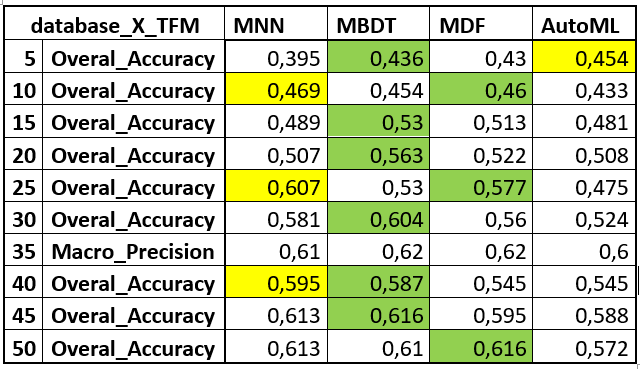 database_X_TFM MNN MBDT MDF AutoML
5 Overal_Accuracy 0,395 0,436 0,43 0,454
10 Overal_Accuracy 0,469 0,454 0,46 0,433
15 Overal_Accuracy 0,489 0,53 0,513 0,481
20 Overal_Accuracy 0,507 0,563 0,522 0,508
25 Overal_Accuracy 0,607 0,53 0,577 0,475
30 Overal_Accuracy 0,581 0,604 0,56 0,524
35 Macro_Precision 0,61 0,62 0,62 0,6
40 Overal_Accuracy 0,595 0,587 0,545 0,545
45 Overal_Accuracy 0,613 0,616 0,595 0,588
50 Overal_Accuracy 0,613 0,61 0,616 0,572